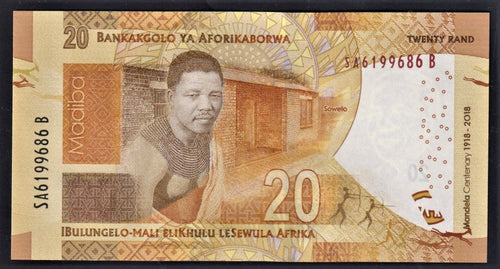 20 BANKAKGOLO YA AFORIKABORWA
TWENTY RAND
SA6199686 B
Soweto
Madiba
SA6199686 B
Mandela Centenary 1918 - 2018
20
20
IBULUNGELO-MALI ELIKHULU LESEWULA AFRIKA